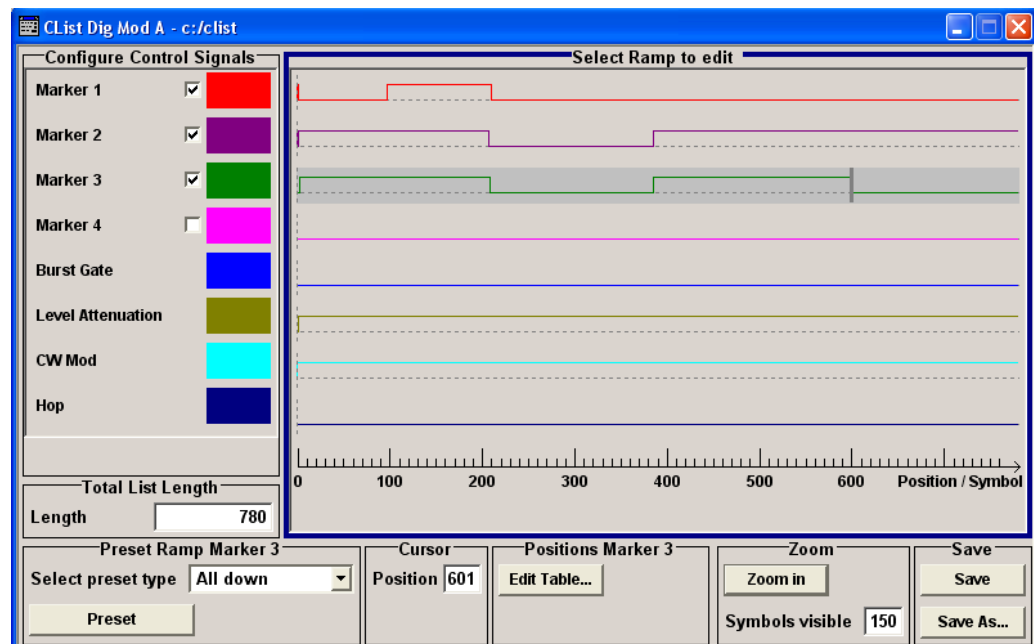 CList Dig Mod A - c:/clist
Configure Control Signals
Select Ramp to edit
Marker 1
Marker 2
Marker 3
Marker 4
Burst Gate
Level Attenuation
CW Mod
Hop
0 100 200 300 400 500 600 Position / Symbol
Total List Length
Length 780
Preset Ramp Marker 3
Select preset type All down
Preset
Cursor
Position 601
Positions Marker 3
Edit Table...
Zoom
Zoom in
Symbols visible 150
Save
Save
Save As...